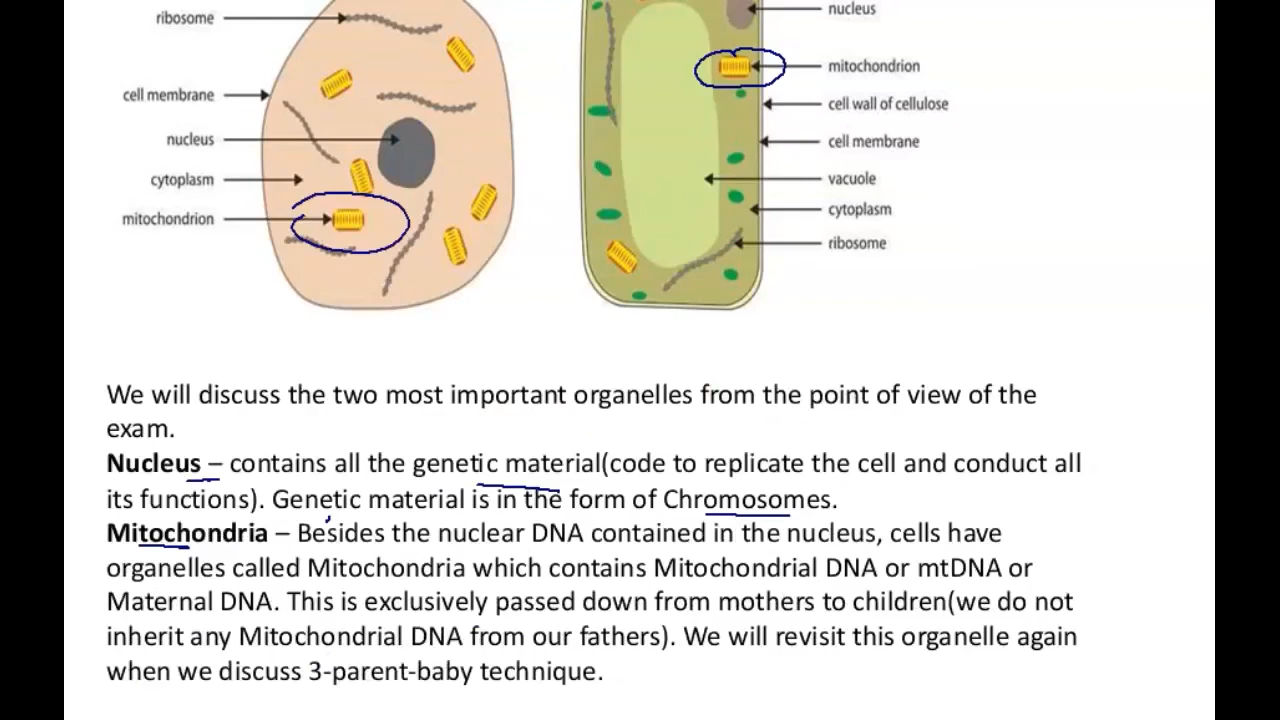 ribosome
cell membrane
nucleus
cytoplasm
mitochondrion
nucleus
mitochondrion
cell wall of cellulose
cell membrane
vacuole
cytoplasm
ribosome
We will discuss the two most important organelles from the point of view of the
exam.
Nucleus – contains all the genetic material(code to replicate the cell and conduct all
its functions). Genetic material is in the form of Chromosomes.
Mitochondria – Besides the nuclear DNA contained in the nucleus, cells have
organelles called Mitochondria which contains Mitochondrial DNA or mtDNA or
Maternal DNA. This is exclusively passed down from mothers to children(we do not
inherit any Mitochondrial DNA from our fathers). We will revisit this organelle again
when we discuss 3-parent-baby technique.